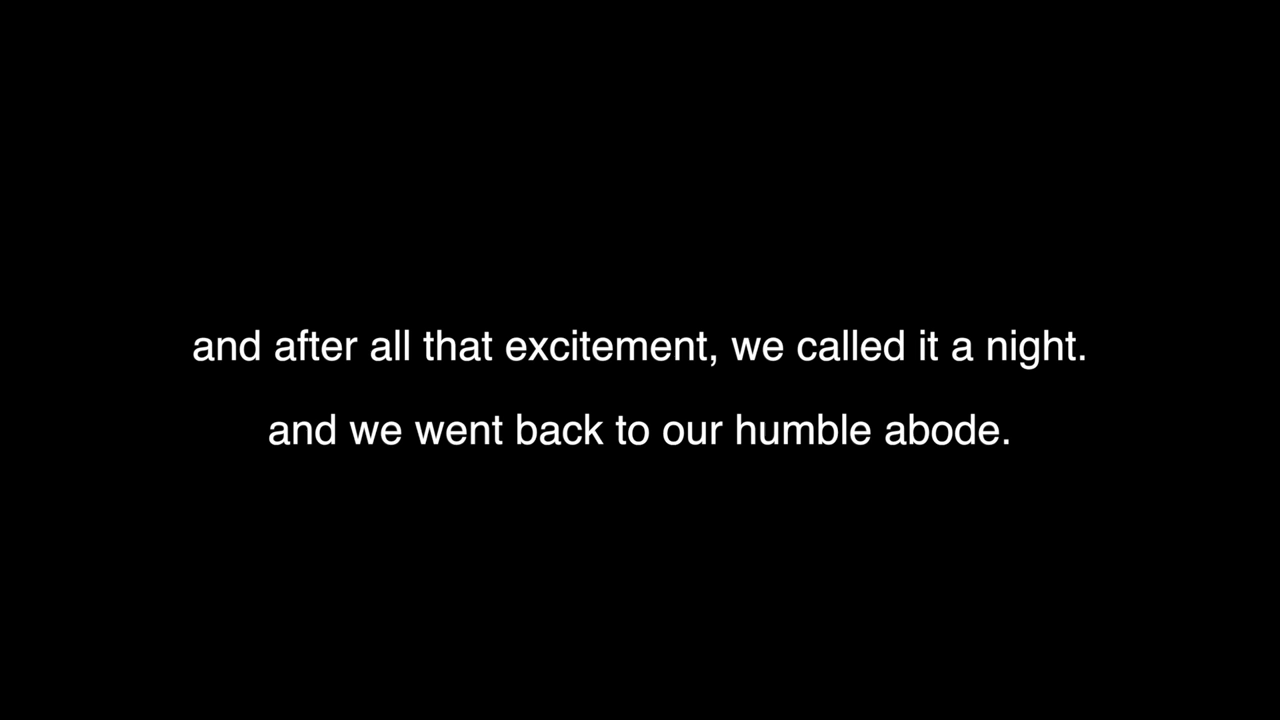 and after all that excitement, we called it a night.
and we went back to our humble abode.